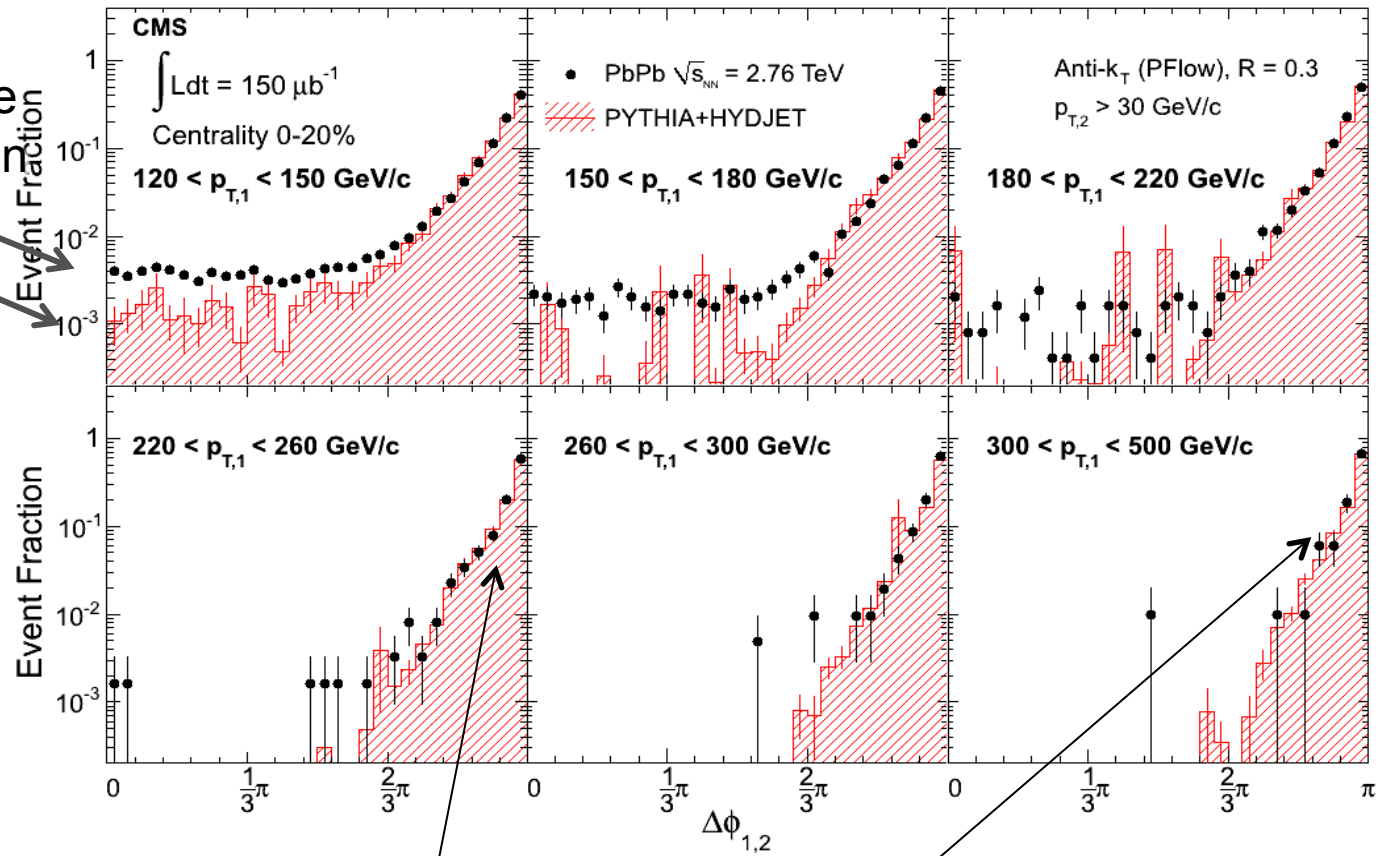 CMS
∫Ldt = 150 μb⁻¹
Centrality 0-20%
120 < p_T,1 < 150 GeV/c
PbPb √s_NN = 2.76 TeV
PYTHIA+HYDJET
150 < p_T,1 < 180 GeV/c
Anti-k_T (PFlow), R = 0.3
p_T,2 > 30 GeV/c
180 < p_T,1 < 220 GeV/c
e
n
Event Fraction
1
10⁻¹
10⁻²
10⁻³
220 < p_T,1 < 260 GeV/c
260 < p_T,1 < 300 GeV/c
300 < p_T,1 < 500 GeV/c
Event Fraction
1
10⁻¹
10⁻²
10⁻³
0 1/3π 2/3π 0 1/3π 2/3π 0 1/3π 2/3π π
Δϕ_1,2